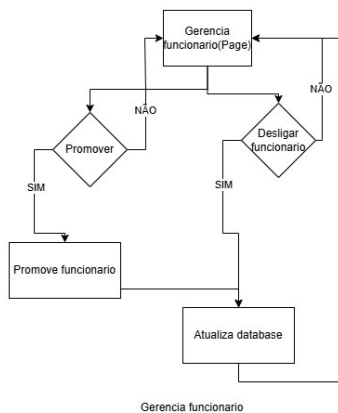 Gerencia
funcionario(Page)
NÃO
NÃO
Promover
Desligar
funcionario
SIM
SIM
Promove funcionario
Atualiza database
Gerencia funcionario